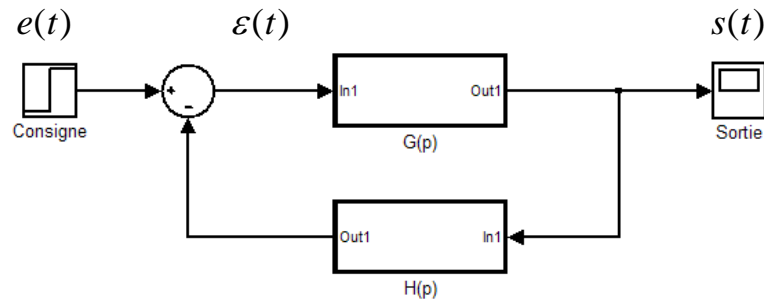 e(t) ε(t) s(t)
+
-
In1 Out1
Consigne
Sortie
G(p)
Out1 In1
H(p)